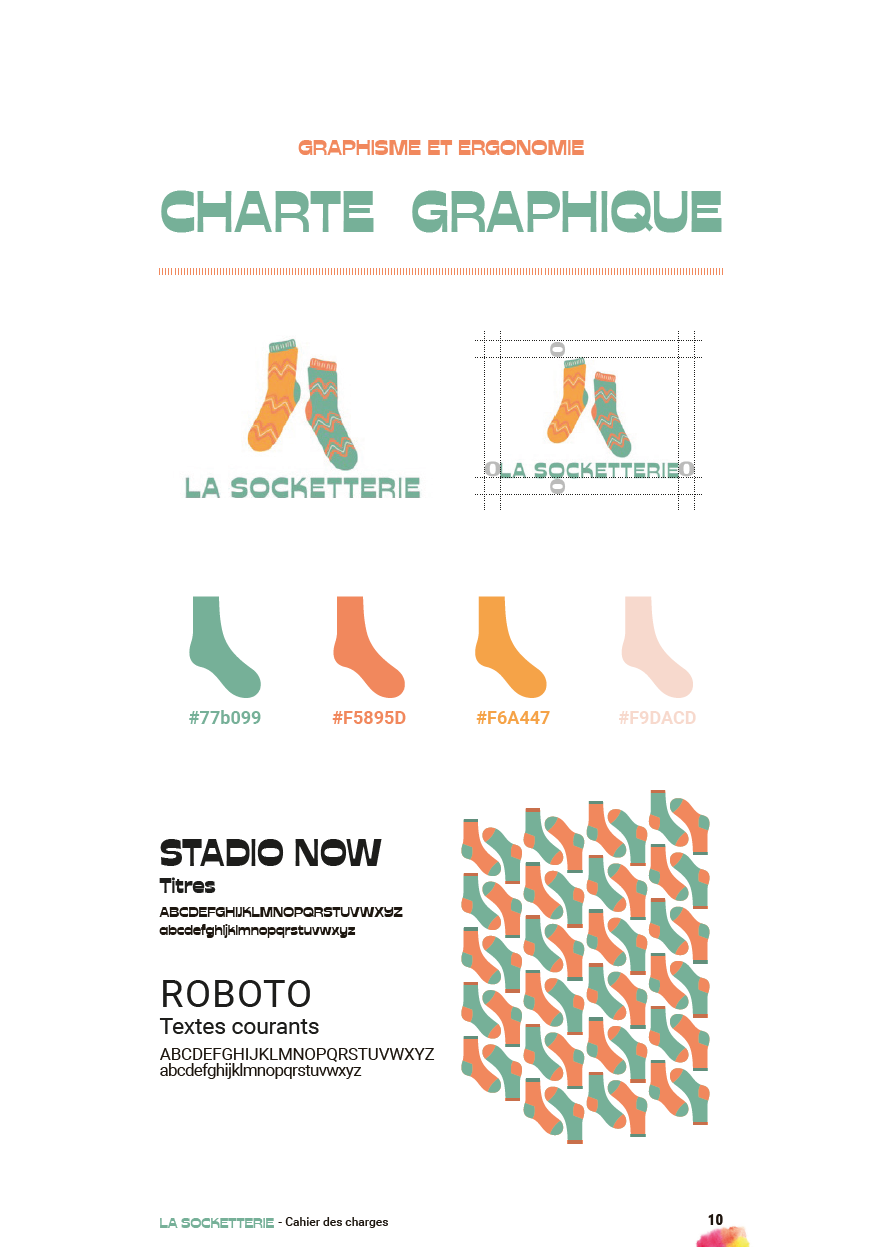 GRAPHISME ET ERGONOMIE
CHARTE GRAPHIQUE
LA SOCKETTERIE
O
O LA SOCKETTERIE O
O
#77b099 #F5895D #F6A447 #F9DACD
STADIO NOW
Titres
ABCDEFGHIJKLMNOPQRSTUVWXYZ
abcdefghijklmnopqrstuvwxyz
ROBOTO
Textes courants
ABCDEFGHIJKLMNOPQRSTUVWXYZ
abcdefghijklmnopqrstuvwxyz
LA SOCKETTERIE - Cahier des charges
10